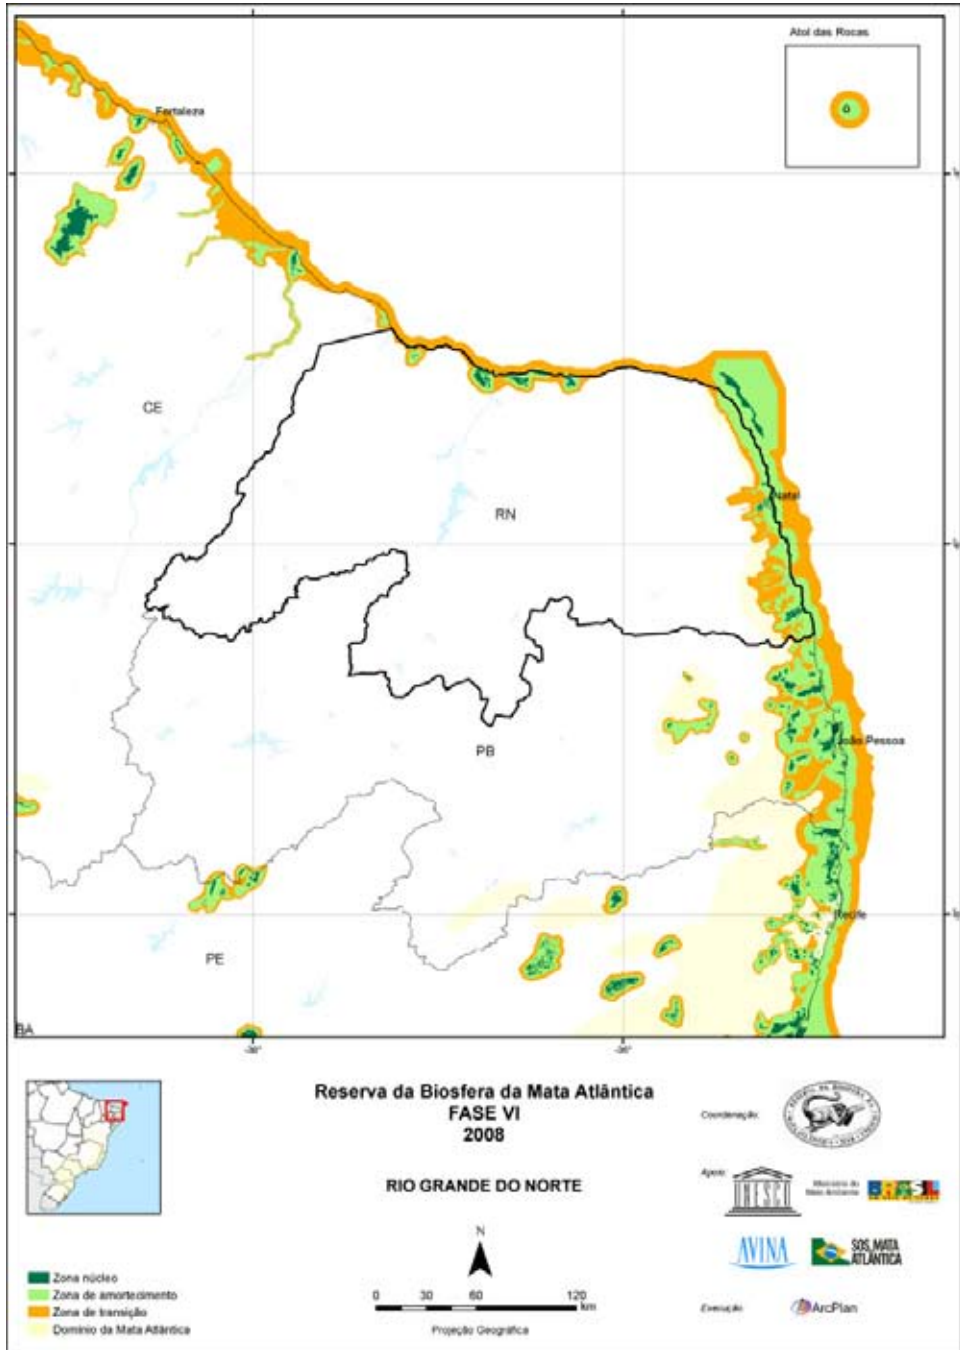 Atol das Rocas
Fortaleza
CE
RN
Natal
PB
João Pessoa
Recife
PE
BA
Reserva da Biosfera da Mata Atlântica
FASE VI
2008
RIO GRANDE DO NORTE
N
0 30 60 120
km
Projeção Geográfica
Zona núcleo
Zona de amortecimento
Zona de transição
Domínio da Mata Atlântica
Coordenação:
Apoio:
UNESCO
Ministério do
Meio Ambiente
BRASIL
AVINA
SOS MATA
ATLÂNTICA
Execução:
ArcPlan